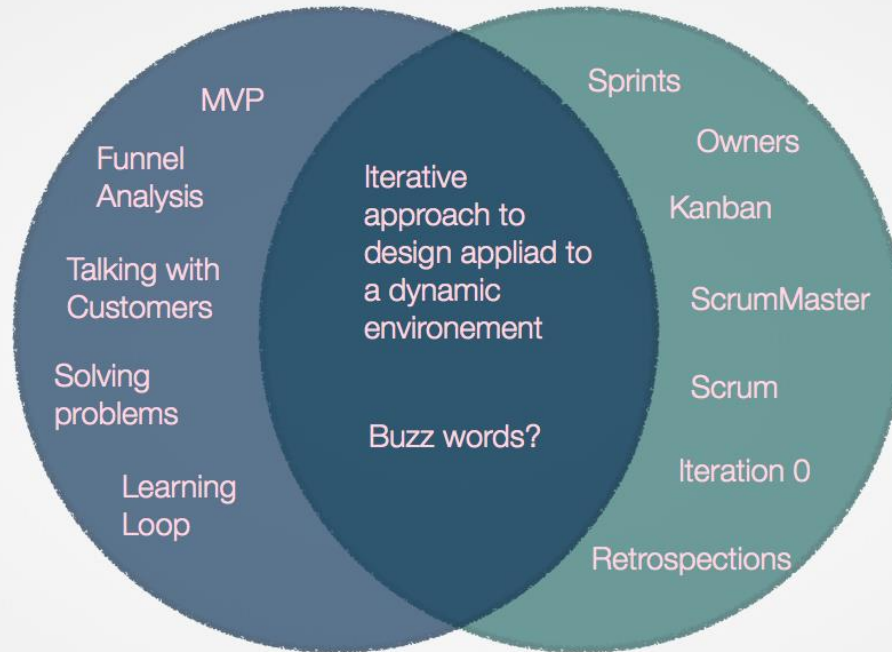 MVP
Funnel
Analysis
Talking with
Customers
Solving
problems
Learning
Loop
Iterative
approach to
design appliad to
a dynamic
environement
Buzz words?
Sprints
Owners
Kanban
ScrumMaster
Scrum
Iteration 0
Retrospections